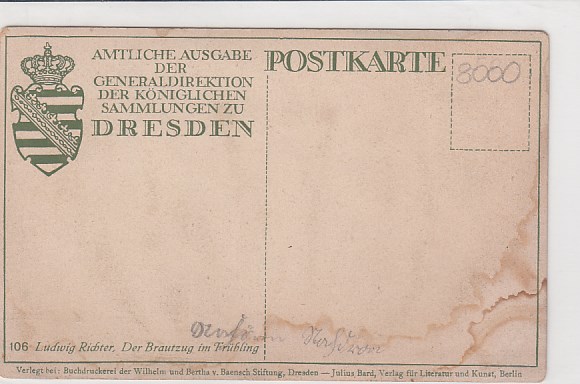 AMTLICHE AUSGABE
DER
GENERALDIREKTION
DER KÖNIGLICHEN
SAMMLUNGEN ZU
DRESDEN
POSTKARTE
8000
106 Ludwig Richter, Der Brautzug im Frühling
Verlegt bei: Buchdruckerei der Wilhelm und Bertha v. Baensch Stiftung, Dresden — Julius Bard, Verlag für Literatur und Kunst, Berlin